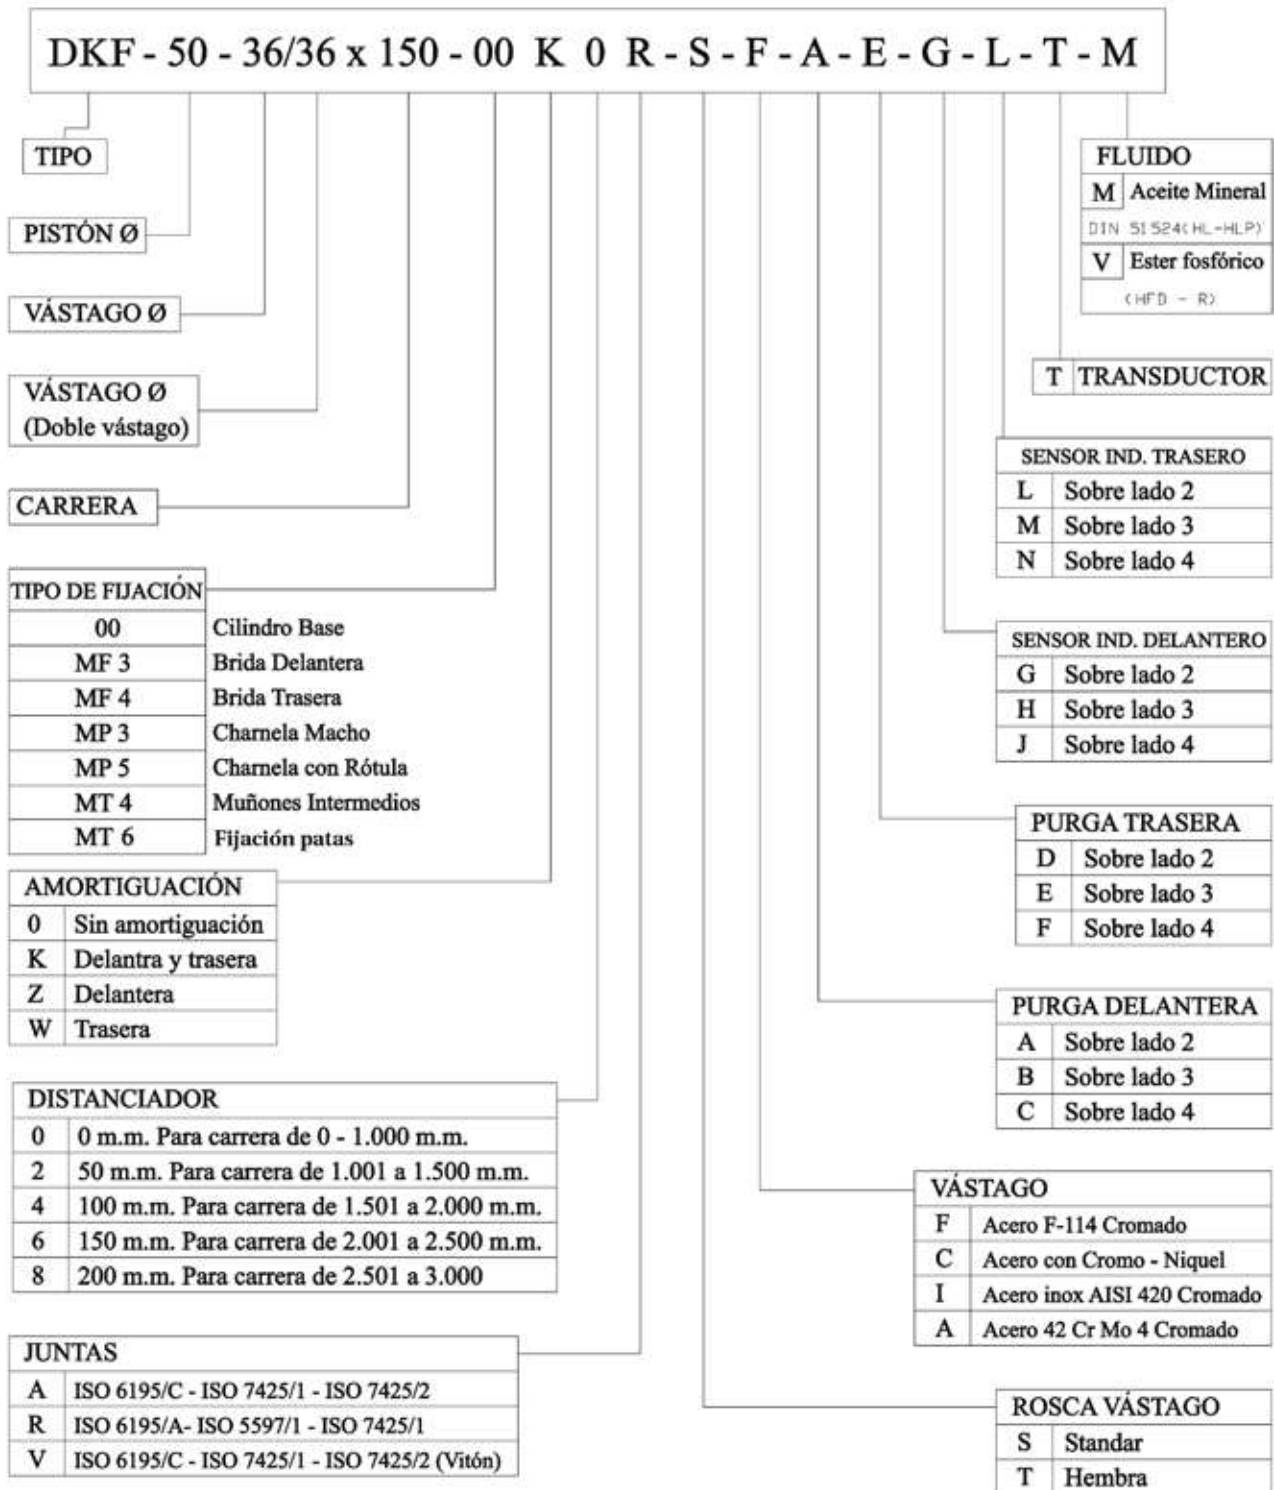 DKF - 50 - 36/36 x 150 - 00 K 0 R - S - F - A - E - G - L - T - M
TIPO
PISTÓN Ø
VÁSTAGO Ø
VÁSTAGO Ø
(Doble vástago)
CARRERA
TIPO DE FIJACIÓN
00 Cilindro Base
MF 3 Brida Delantera
MF 4 Brida Trasera
MP 3 Charnela Macho
MP 5 Charnela con Rótula
MT 4 Muñones Intermedios
MT 6 Fijación patas
AMORTIGUACIÓN
0 Sin amortiguación
K Delantra y trasera
Z Delantera
W Trasera
DISTANCIADOR
0 0 m.m. Para carrera de 0 - 1.000 m.m.
2 50 m.m. Para carrera de 1.001 a 1.500 m.m.
4 100 m.m. Para carrera de 1.501 a 2.000 m.m.
6 150 m.m. Para carrera de 2.001 a 2.500 m.m.
8 200 m.m. Para carrera de 2.501 a 3.000
JUNTAS
A ISO 6195/C - ISO 7425/1 - ISO 7425/2
R ISO 6195/A- ISO 5597/1 - ISO 7425/1
V ISO 6195/C - ISO 7425/1 - ISO 7425/2 (Vitón)
FLUIDO
M Aceite Mineral
DIN 51524(HL-HLP)
V Ester fosfórico
(HFD - R)
T TRANSDUCTOR
SENSOR IND. TRASERO
L Sobre lado 2
M Sobre lado 3
N Sobre lado 4
SENSOR IND. DELANTERO
G Sobre lado 2
H Sobre lado 3
J Sobre lado 4
PURGA TRASERA
D Sobre lado 2
E Sobre lado 3
F Sobre lado 4
PURGA DELANTERA
A Sobre lado 2
B Sobre lado 3
C Sobre lado 4
VÁSTAGO
F Acero F-114 Cromado
C Acero con Cromo - Niquel
I Acero inox AISI 420 Cromado
A Acero 42 Cr Mo 4 Cromado
ROSCA VÁSTAGO
S Standar
T Hembra